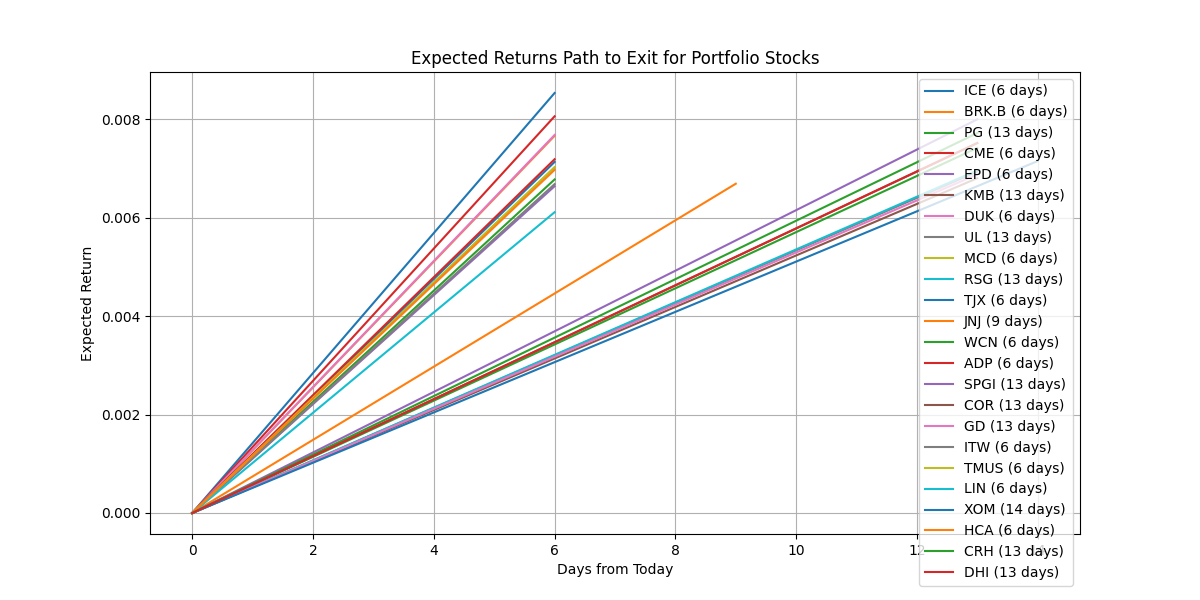 Expected Returns Path to Exit for Portfolio Stocks
Expected Return
0.008
0.006
0.004
0.002
0.000
0
2
4
6
8
10
12
Days from Today
ICE (6 days)
BRK.B (6 days)
PG (13 days)
CME (6 days)
EPD (6 days)
KMB (13 days)
DUK (6 days)
UL (13 days)
MCD (6 days)
RSG (13 days)
TJX (6 days)
JNJ (9 days)
WCN (6 days)
ADP (6 days)
SPGI (13 days)
COR (13 days)
GD (13 days)
ITW (6 days)
TMUS (6 days)
LIN (6 days)
XOM (14 days)
HCA (6 days)
CRH (13 days)
DHI (13 days)